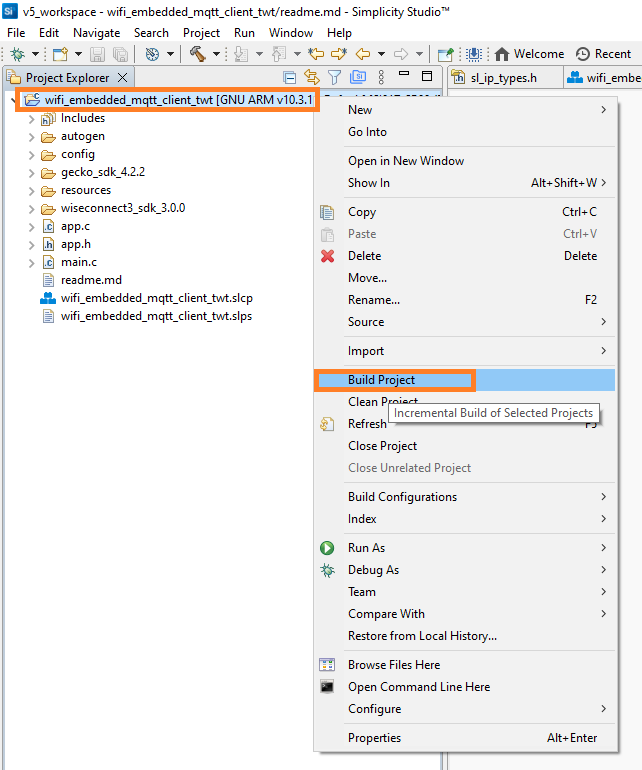 Si v5_workspace - wifi_embedded_mqtt_client_twt/readme.md - Simplicity Studio™
File Edit Navigate Search Project Run Window Help
Welcome Recent
Project Explorer
sl_ip_types.h
wifi_embe
wifi_embedded_mqtt_client_twt [GNU ARM v10.3.1
Includes
autogen
config
gecko_sdk_4.2.2
resources
wiseconnect3_sdk_3.0.0
app.c
app.h
main.c
readme.md
wifi_embedded_mqtt_client_twt.slcp
wifi_embedded_mqtt_client_twt.slps
New
Go Into
Open in New Window
Show In Alt+Shift+W
Copy Ctrl+C
Paste Ctrl+V
Delete Delete
Move...
Rename... F2
Source
Import
Build Project
Clean Project
Incremental Build of Selected Projects
Refresh F5
Close Project
Close Unrelated Project
Build Configurations
Index
Run As
Debug As
Team
Compare With
Restore from Local History...
Browse Files Here
Open Command Line Here
Configure
Properties Alt+Enter